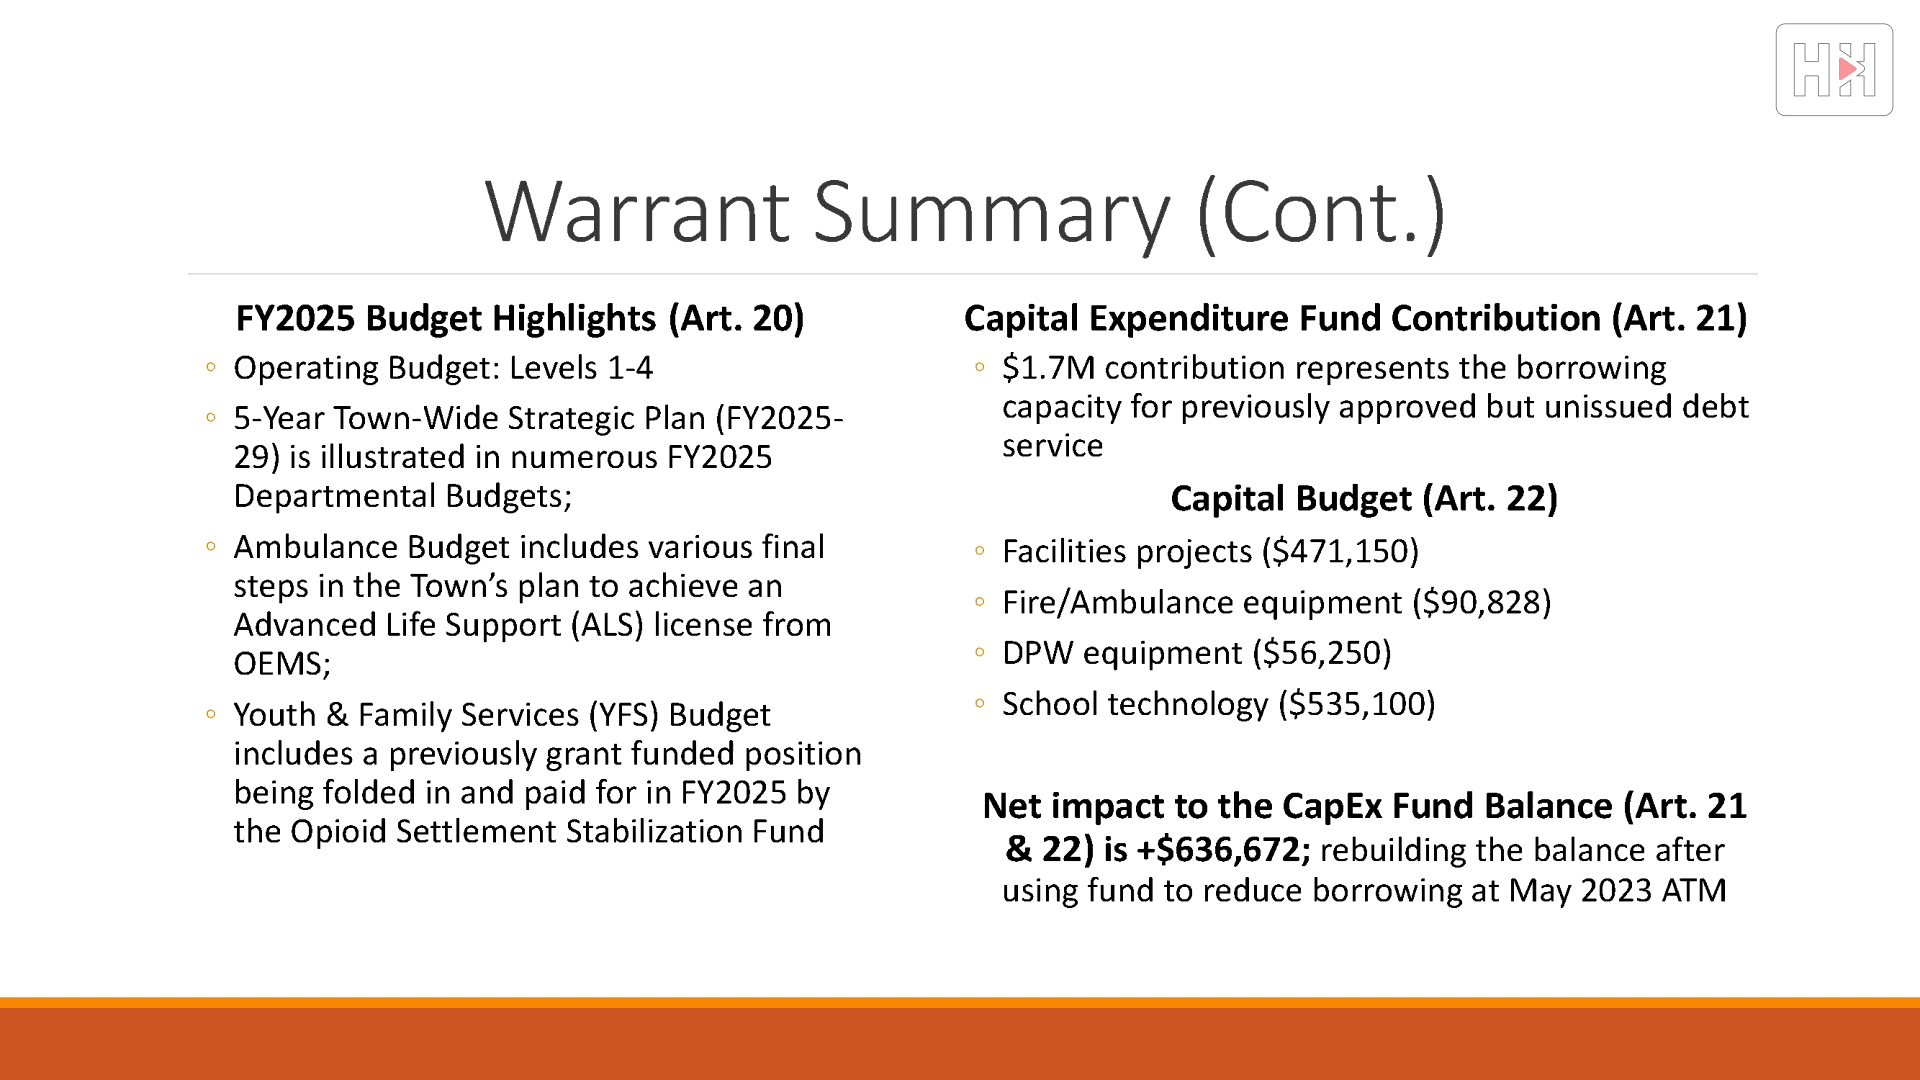 Warrant Summary (Cont.)
FY2025 Budget Highlights (Art. 20)
◦ Operating Budget: Levels 1-4
◦ 5-Year Town-Wide Strategic Plan (FY2025-
29) is illustrated in numerous FY2025
Departmental Budgets;
◦ Ambulance Budget includes various final
steps in the Town’s plan to achieve an
Advanced Life Support (ALS) license from
OEMS;
◦ Youth & Family Services (YFS) Budget
includes a previously grant funded position
being folded in and paid for in FY2025 by
the Opioid Settlement Stabilization Fund
Capital Expenditure Fund Contribution (Art. 21)
◦ $1.7M contribution represents the borrowing
capacity for previously approved but unissued debt
service
Capital Budget (Art. 22)
◦ Facilities projects ($471,150)
◦ Fire/Ambulance equipment ($90,828)
◦ DPW equipment ($56,250)
◦ School technology ($535,100)
Net impact to the CapEx Fund Balance (Art. 21
& 22) is +$636,672; rebuilding the balance after
using fund to reduce borrowing at May 2023 ATM